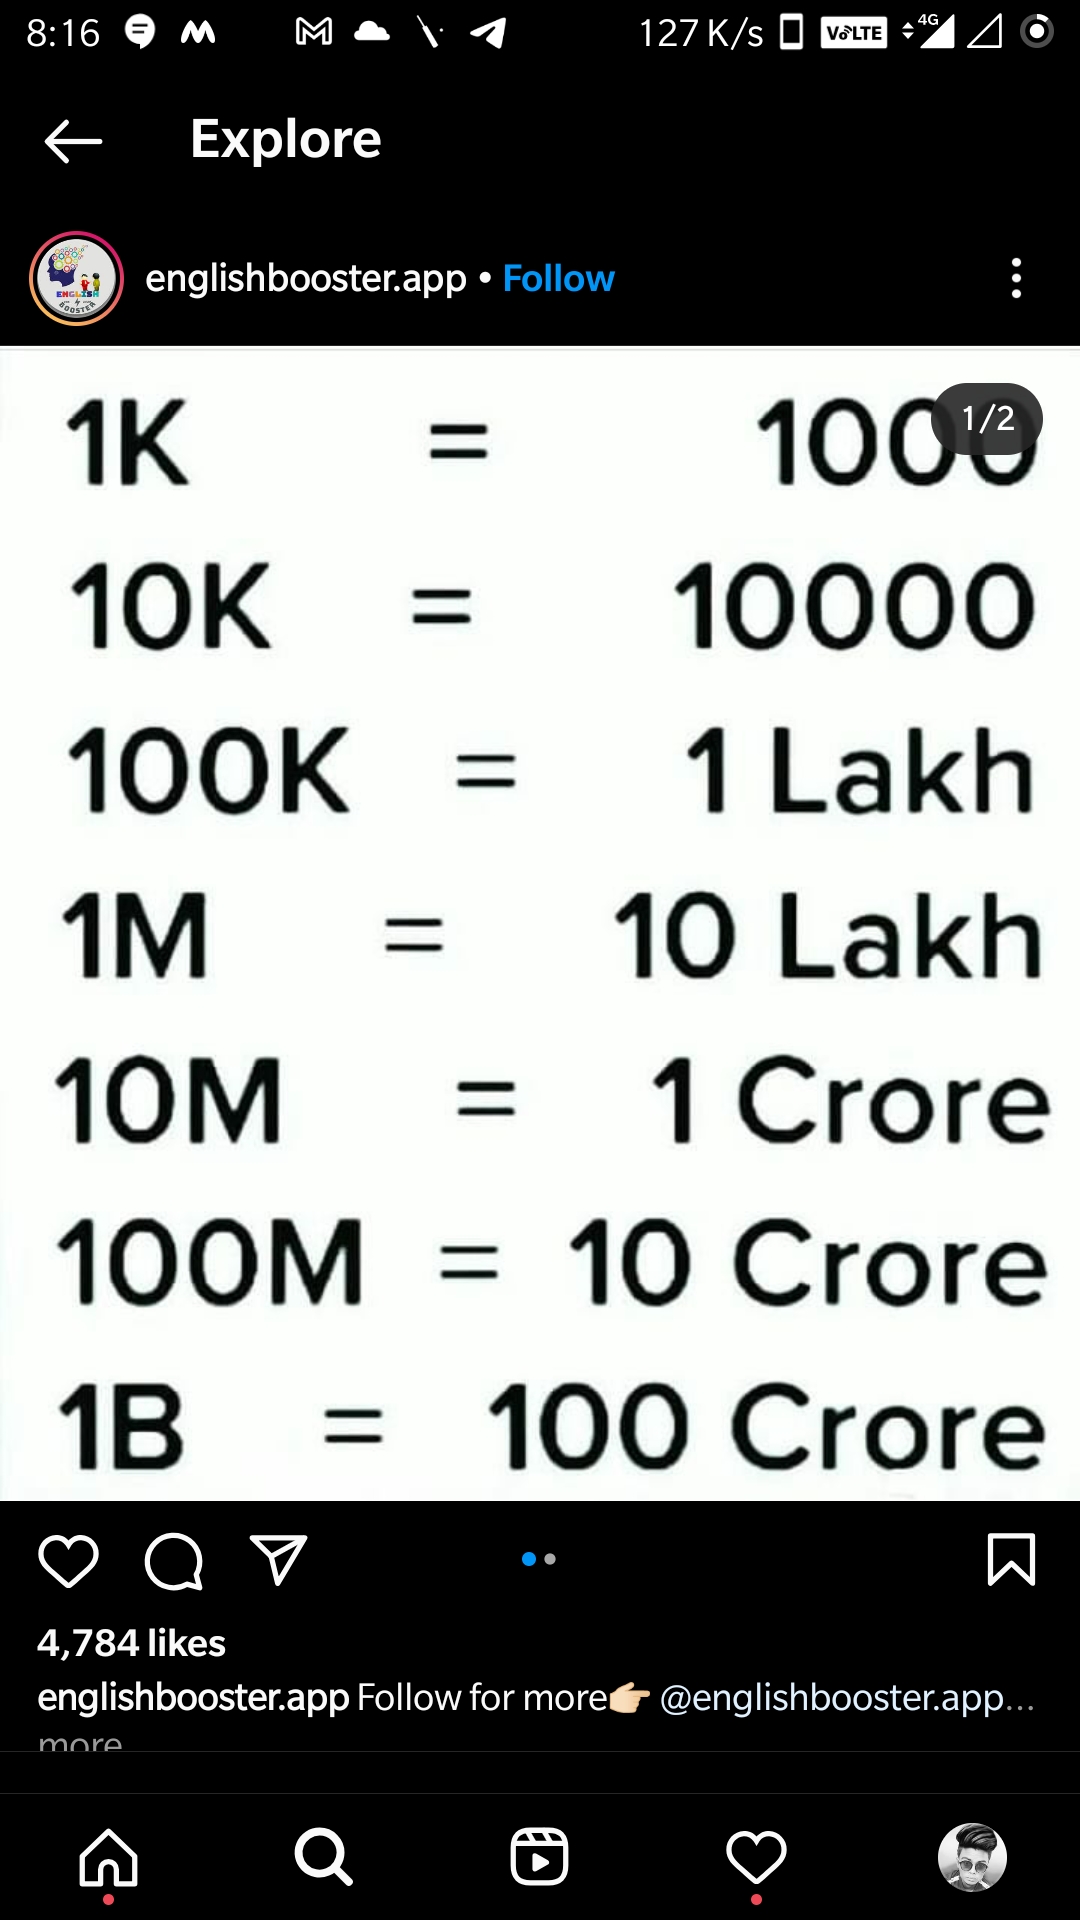 8:16 127 K/s VoLTE 4G
Explore
englishbooster.app • Follow
1/2
1K = 1000
10K = 10000
100K = 1 Lakh
1M = 10 Lakh
10M = 1 Crore
100M = 10 Crore
1B = 100 Crore
4,784 likes
englishbooster.app Follow for more👉🏻 @englishbooster.app...
more
ENGLISH
BOOSTER